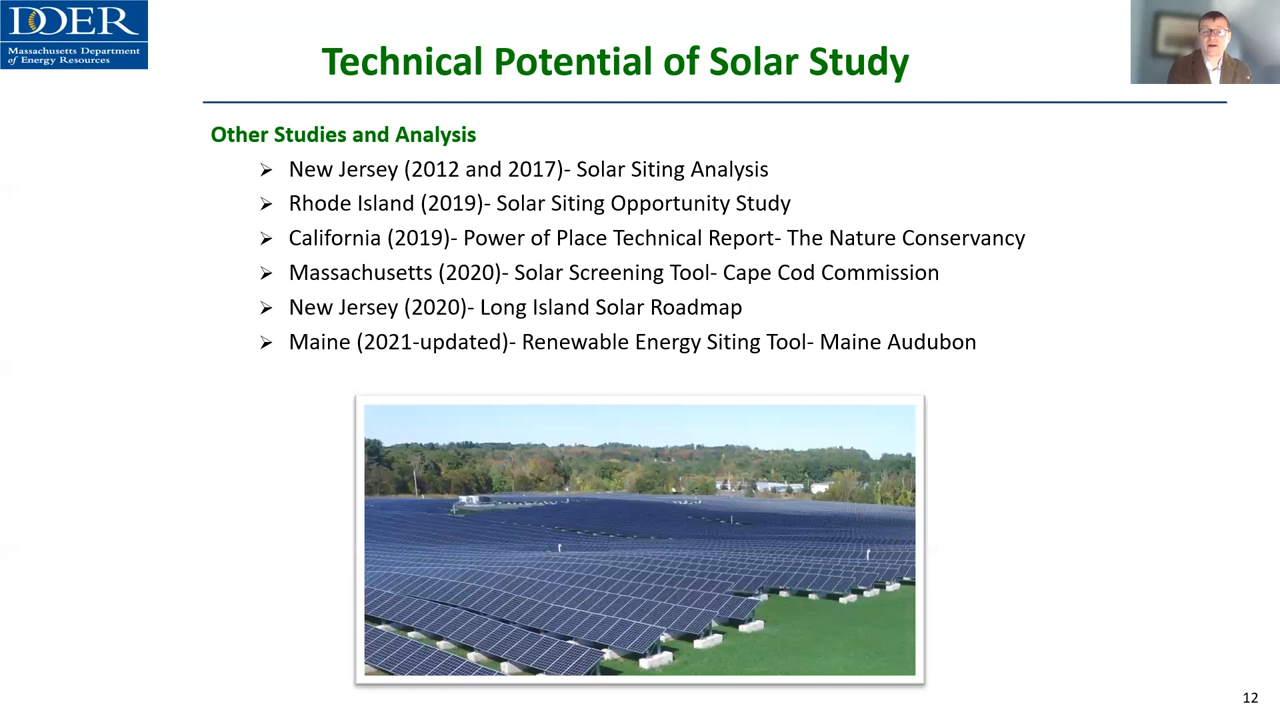 DOER
Massachusetts Department
of Energy Resources
Technical Potential of Solar Study
Other Studies and Analysis
➢ New Jersey (2012 and 2017)- Solar Siting Analysis
➢ Rhode Island (2019)- Solar Siting Opportunity Study
➢ California (2019)- Power of Place Technical Report- The Nature Conservancy
➢ Massachusetts (2020)- Solar Screening Tool- Cape Cod Commission
➢ New Jersey (2020)- Long Island Solar Roadmap
➢ Maine (2021-updated)- Renewable Energy Siting Tool- Maine Audubon
12